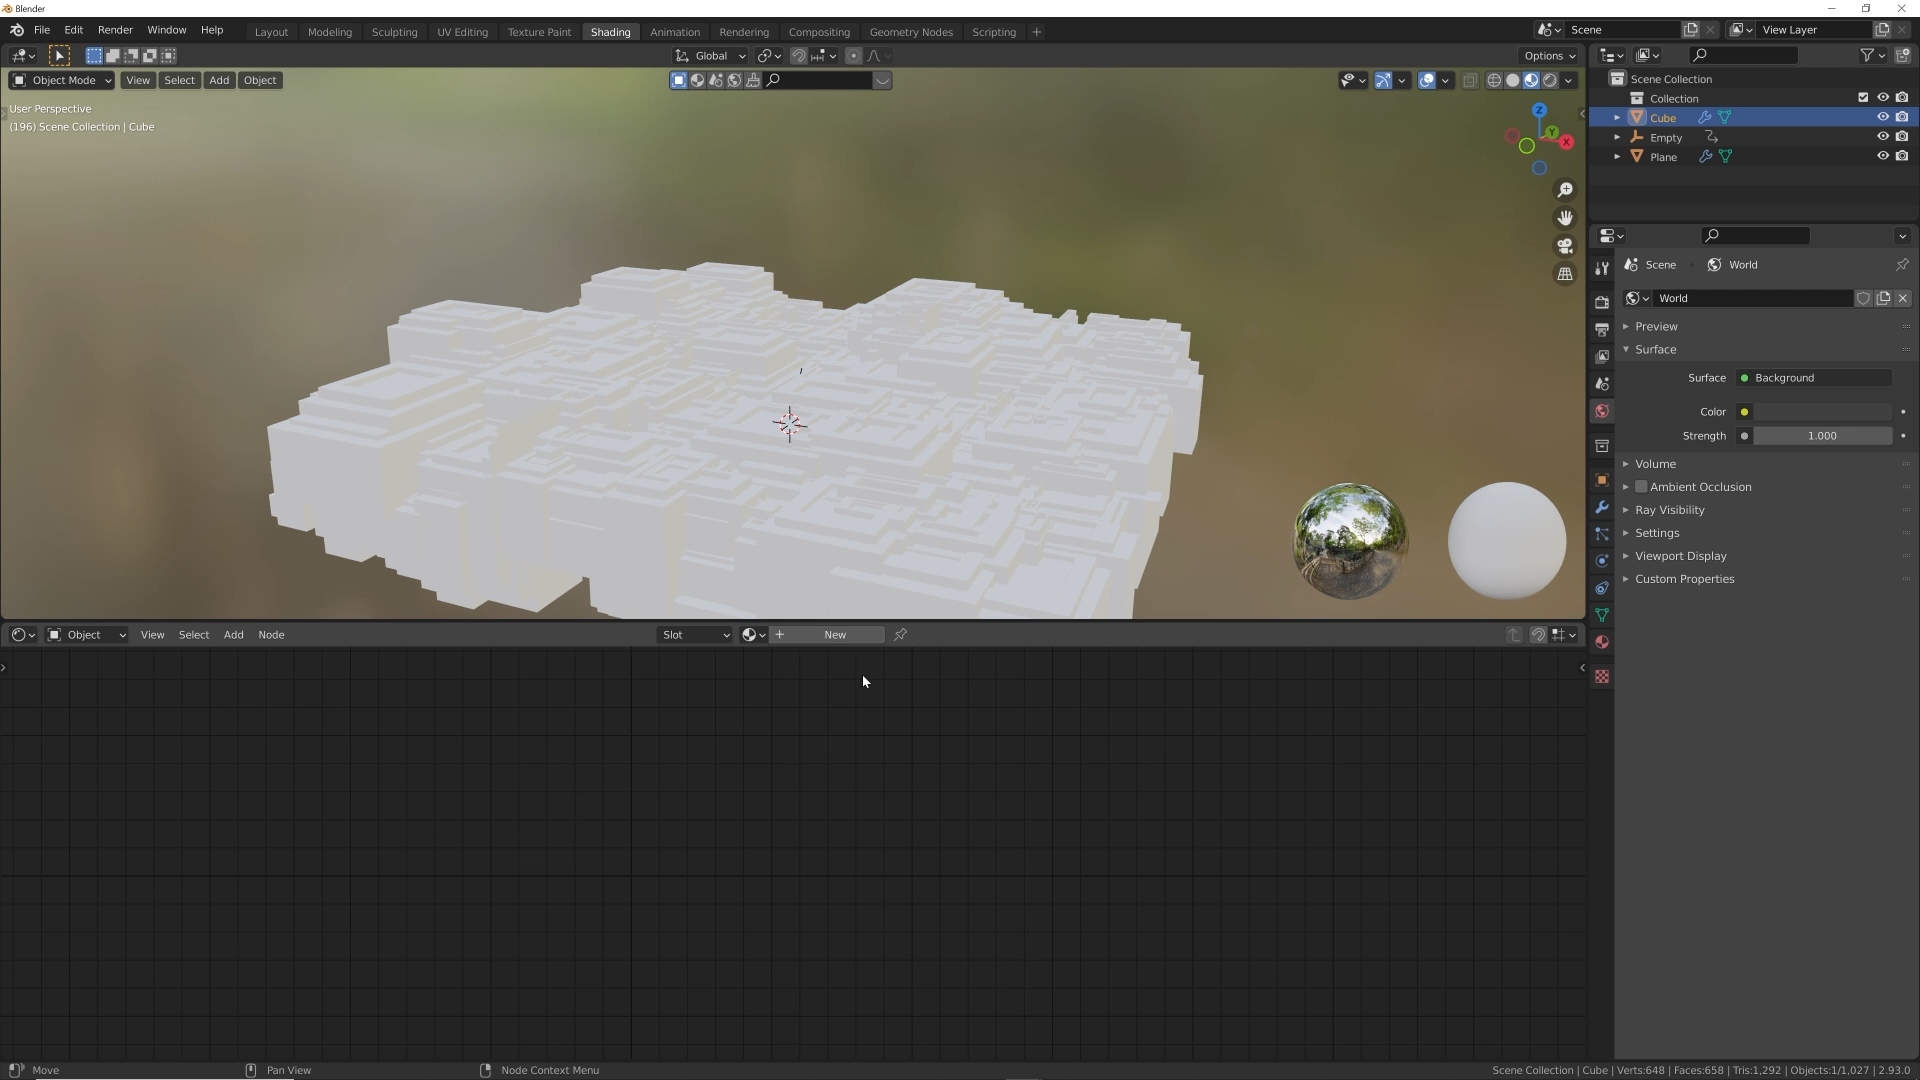 Blender
File Edit Render Window Help Layout Modeling Sculpting UV Editing Texture Paint Shading Animation Rendering Compositing Geometry Nodes Scripting + Scene View Layer
Global Options
Object Mode View Select Add Object
User Perspective
(196) Scene Collection | Cube
Z
Y
X
Scene Collection
Collection
Cube
Empty
Plane
Scene World
World
Preview
Surface
Surface Background
Color
Strength 1.000
Volume
Ambient Occlusion
Ray Visibility
Settings
Viewport Display
Custom Properties
Object View Select Add Node Slot + New
Move Pan View Node Context Menu Scene Collection | Cube | Verts:648 | Faces:658 | Tris:1,292 | Objects:1/1,027 | 2.93.0